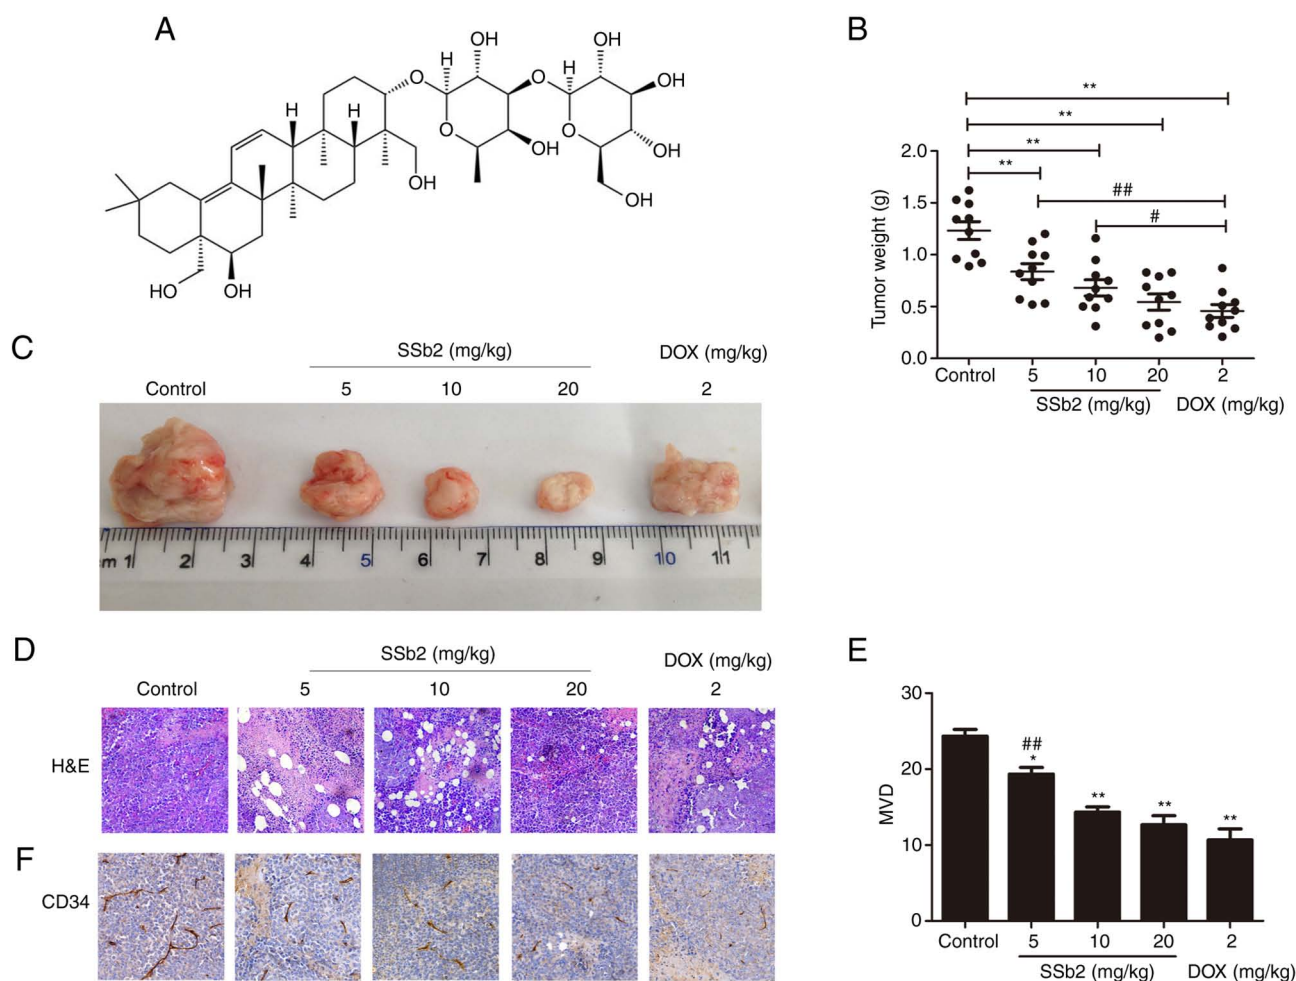 A
OH
OH
H
H
O
O
OH
H
H
O
O
OH
OH
OH
OH
HO
OH
B
**
**
**
**
##
#
2.0
1.5
1.0
0.5
0.0
Tumor weight (g)
Control 5 10 20 2
SSb2 (mg/kg) DOX (mg/kg)
C
SSb2 (mg/kg) DOX (mg/kg)
Control 5 10 20 2
cm 1 2 3 4 5 6 7 8 9 10 11
D
SSb2 (mg/kg) DOX (mg/kg)
Control 5 10 20 2
H&E
F
CD34
E
30
20
10
0
MVD
##
*
**
**
**
Control 5 10 20 2
SSb2 (mg/kg) DOX (mg/kg)